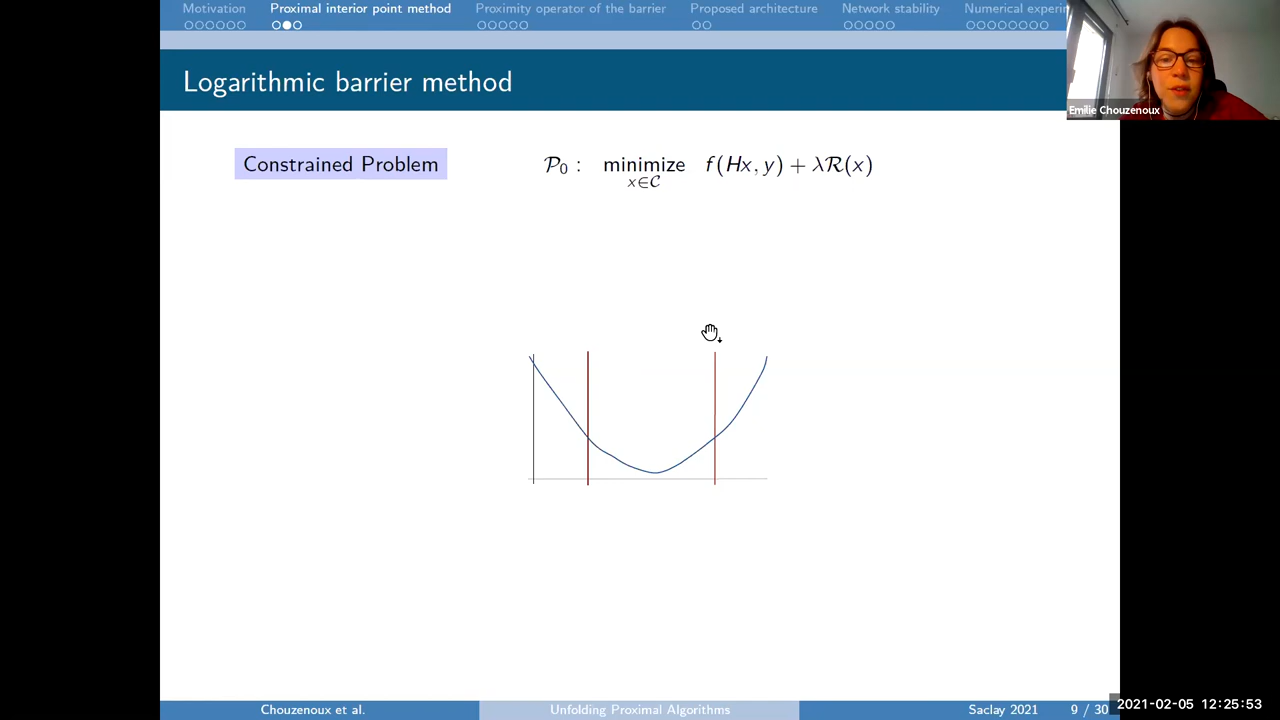 Motivation Proximal interior point method Proximity operator of the barrier Proposed architecture Network stability Numerical experim
Logarithmic barrier method
Emilie Chouzenoux
Constrained Problem
𝒫₀ : minimize f(Hx, y) + λℛ(x)
x∈𝒞
Chouzenoux et al. Unfolding Proximal Algorithms Saclay 2021 9 / 30
2021-02-05 12:25:53